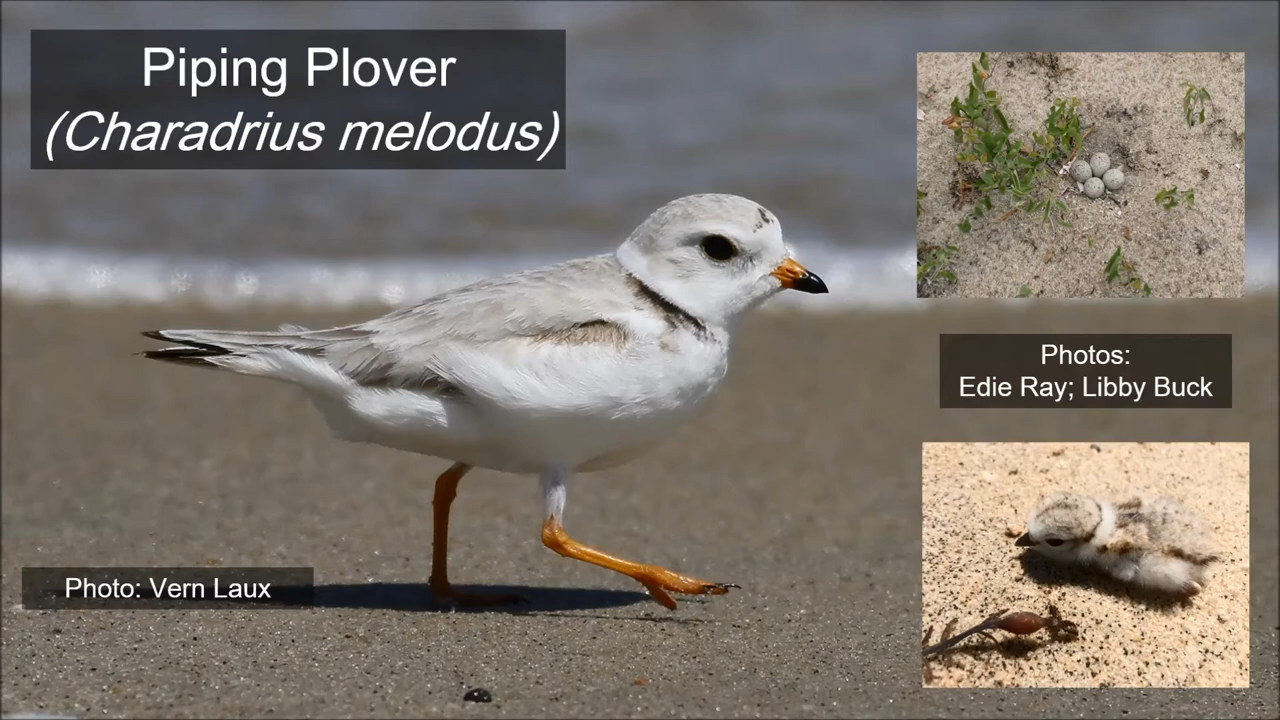 Piping Plover
(Charadrius melodus)
Photos:
Edie Ray; Libby Buck
Photo: Vern Laux